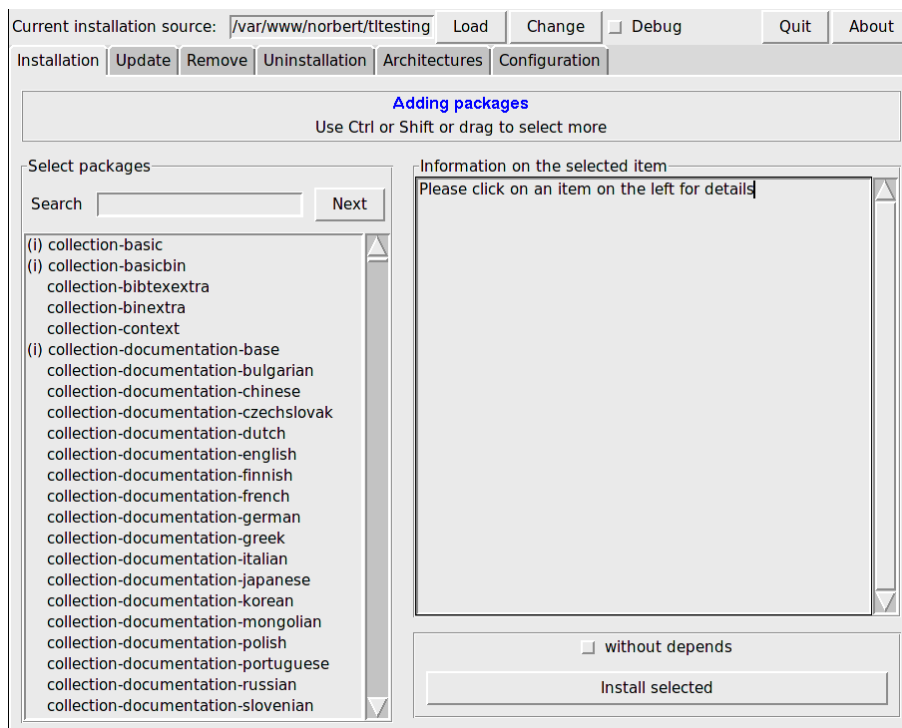 Current installation source: /var/www/norbert/tltesting Load Change Debug Quit About
Installation Update Remove Uninstallation Architectures Configuration
Adding packages
Use Ctrl or Shift or drag to select more
Select packages
Search Next
(i) collection-basic
(i) collection-basicbin
collection-bibtexextra
collection-binextra
collection-context
(i) collection-documentation-base
collection-documentation-bulgarian
collection-documentation-chinese
collection-documentation-czechslovak
collection-documentation-dutch
collection-documentation-english
collection-documentation-finnish
collection-documentation-french
collection-documentation-german
collection-documentation-greek
collection-documentation-italian
collection-documentation-japanese
collection-documentation-korean
collection-documentation-mongolian
collection-documentation-polish
collection-documentation-portuguese
collection-documentation-russian
collection-documentation-slovenian
Information on the selected item
Please click on an item on the left for details
without depends
Install selected